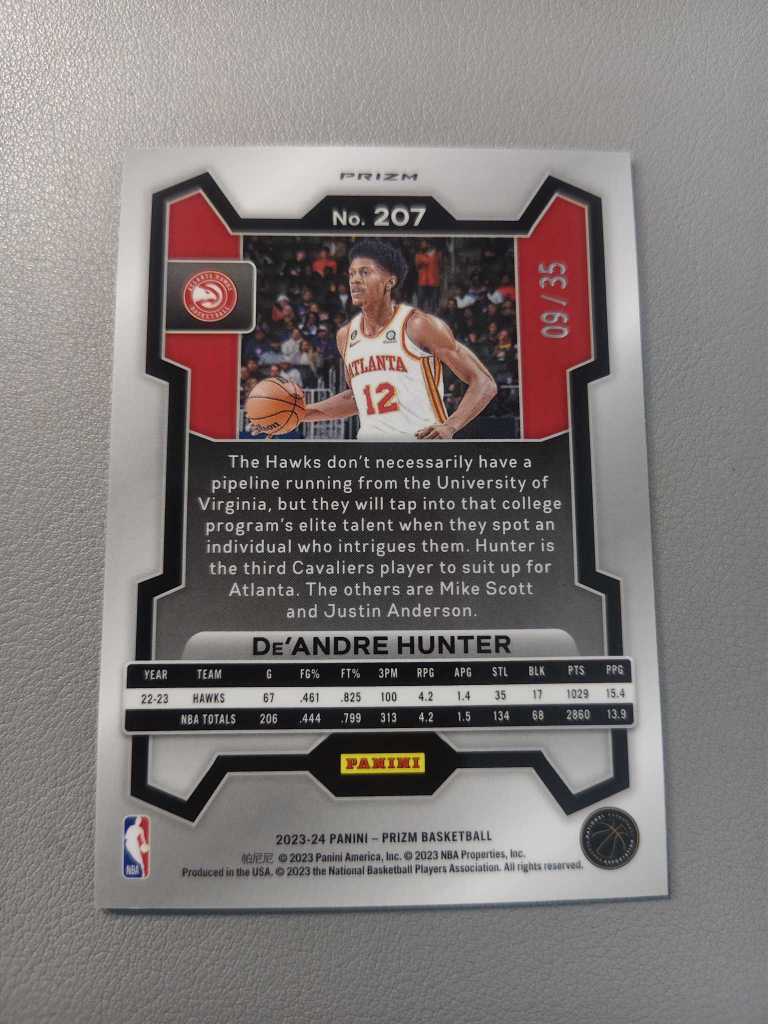 PRIZM
No. 207
ATLANTA HAWKS
BASKETBALL
09/35
ATLANTA
12
Wilson
The Hawks don't necessarily have a
pipeline running from the University of
Virginia, but they will tap into that college
program's elite talent when they spot an
individual who intrigues them. Hunter is
the third Cavaliers player to suit up for
Atlanta. The others are Mike Scott
and Justin Anderson.
DE'ANDRE HUNTER
YEAR TEAM G FG% FT% 3PM RPG APG STL BLK PTS PPG
22-23 HAWKS 67 .461 .825 100 4.2 1.4 35 17 1029 15.4
NBA TOTALS 206 .444 .799 313 4.2 1.5 134 68 2860 13.9
PANINI
2023-24 PANINI – PRIZM BASKETBALL
帕尼尼 © 2023 Panini America, Inc. © 2023 NBA Properties, Inc.
Produced in the USA. © 2023 the National Basketball Players Association. All rights reserved.
NBA